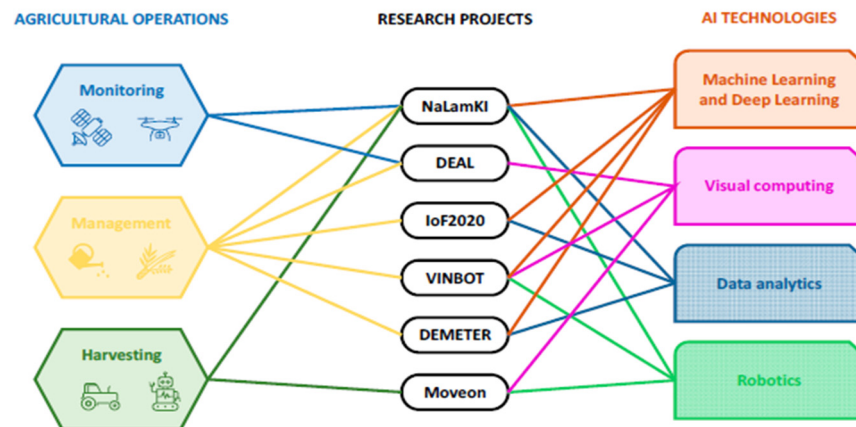 AGRICULTURAL OPERATIONS
RESEARCH PROJECTS
AI TECHNOLOGIES
Monitoring
Management
Harvesting
NaLamKI
DEAL
IoF2020
VINBOT
DEMETER
Moveon
Machine Learning
and Deep Learning
Visual computing
Data analytics
Robotics